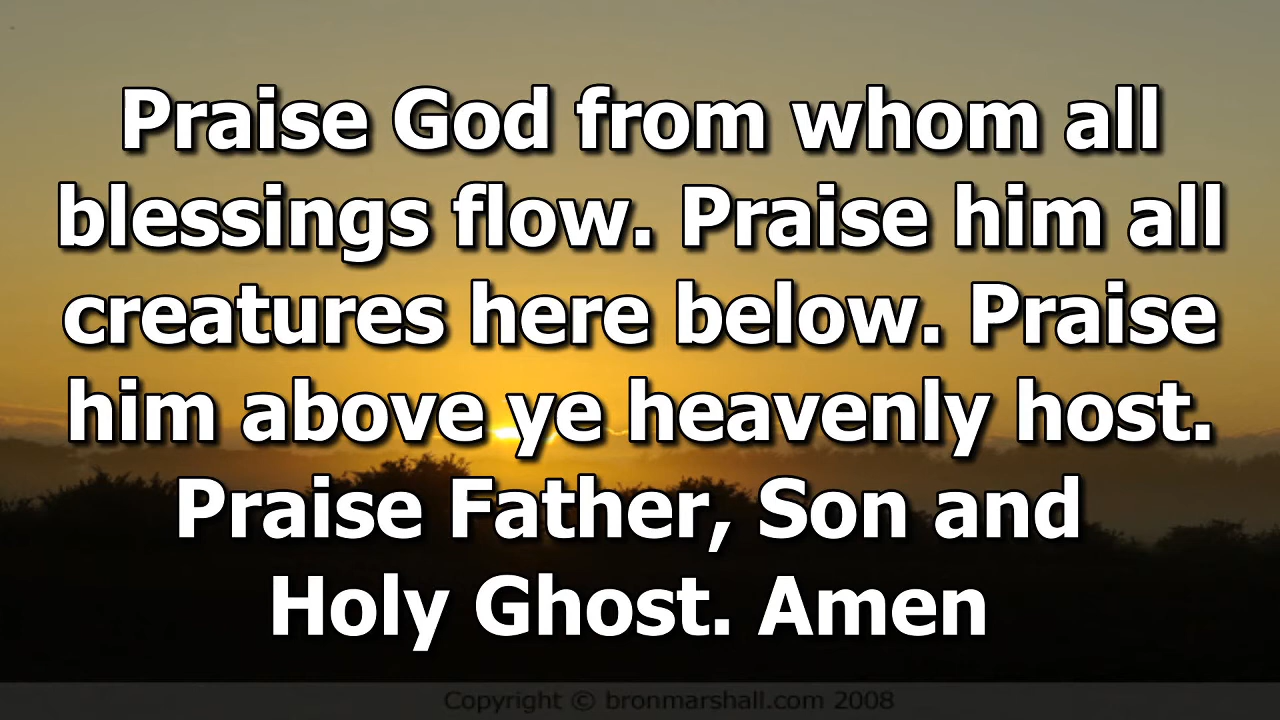 Praise God from whom all
blessings flow. Praise him all
creatures here below. Praise
him above ye heavenly host.
Praise Father, Son and
Holy Ghost. Amen
Copyright © bronmarshall.com 2008